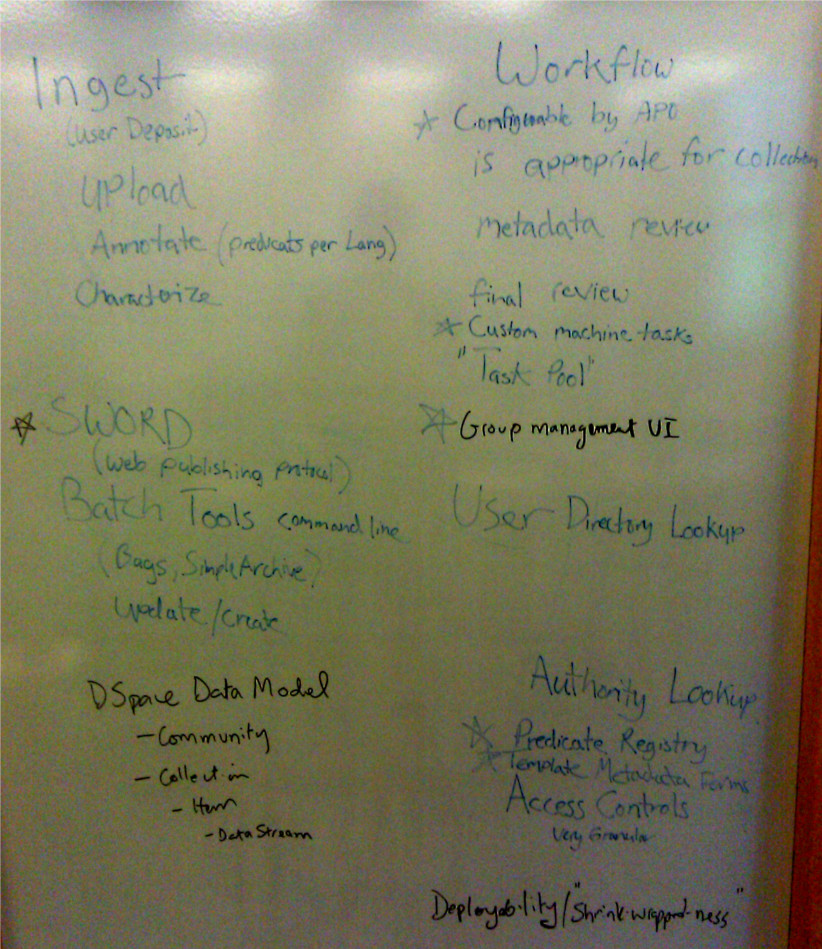 Ingest
(User Deposit)
Upload
Annotate (predicats per Lang)
Characterize
☆ SWORD
(web publishing protocol)
Batch Tools command line
(Bags, SimpleArchive)
Update/Create
DSpace Data Model
- Community
- Collection
- Item
- DataStream
Workflow
☆ Configurable by APO
is appropriate for collections
metadata review
final review
☆ Custom machine tasks
"Task Pool"
☆ Group management UI
User Directory Lookup
Authority Lookup
☆ Predicate Registry
☆ Template Metadata Forms
Access Controls
Very Granular
Deployability/"Shrink-wrapped-ness"